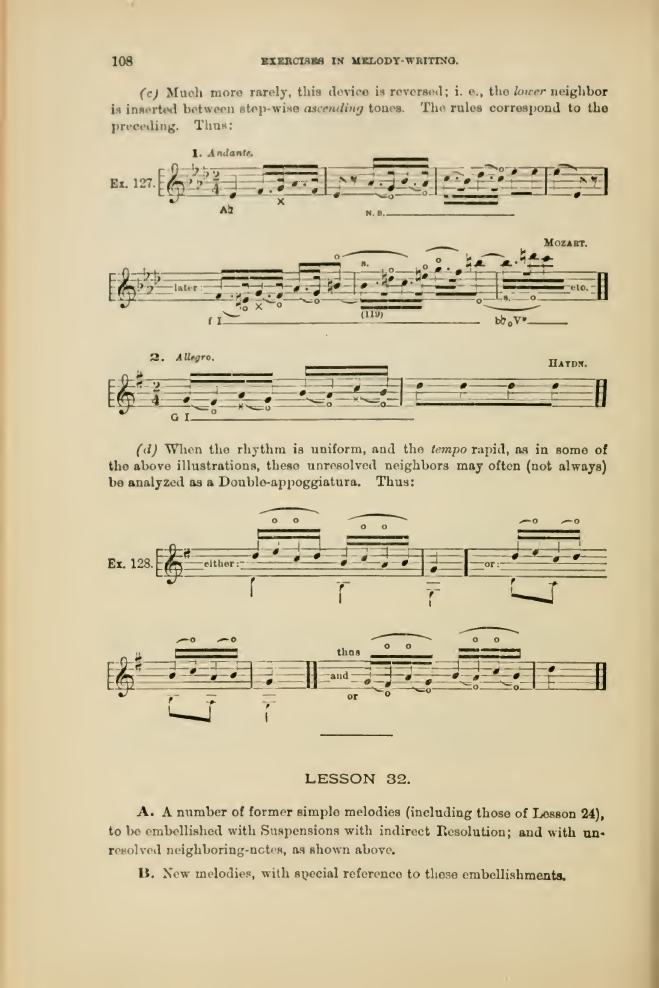 108 EXERCISES IN MELODY-WRITING.
(c) Much more rarely, this device is reversed; i. e., the lower neighbor
is inserted between step-wise ascending tones. The rules correspond to the
preceding. Thus:
1. Andante.
Ex. 127.
Ab
×
N. B.
MOZART.
later:
s.
etc.
f I
×
(119)
s.
2. Allegro.
HAYDN.
G I
(d) When the rhythm is uniform, and the tempo rapid, as in some of
the above illustrations, these unresolved neighbors may often (not always)
be analyzed as a Double-appoggiatura. Thus:
Ex. 128. either: or:
thus
and
or
LESSON 32.
A. A number of former simple melodies (including those of Lesson 24),
to be embellished with Suspensions with indirect Resolution; and with un-
resolved neighboring-notes, as shown above.
B. New melodies, with special reference to these embellishments.